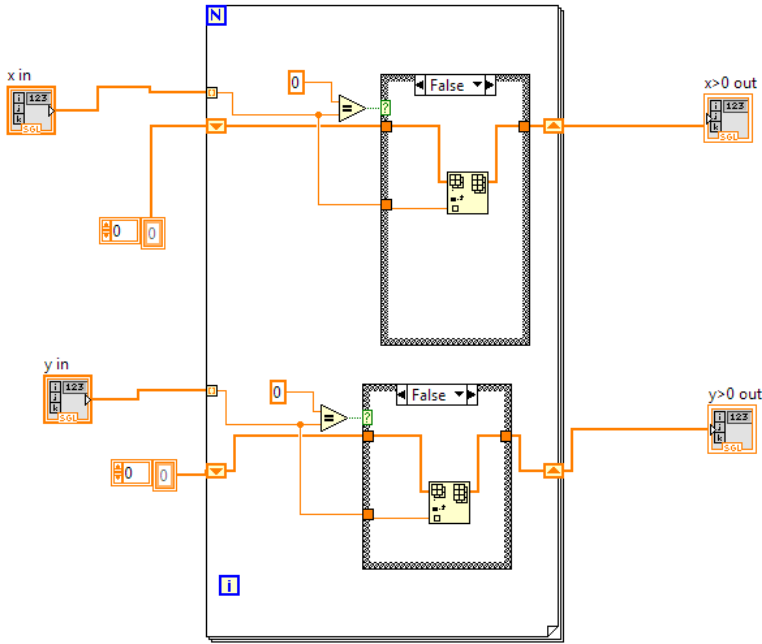 N
x in
i
j
k
123
SGL
0
=
?
False
x>0 out
i
j
k
123
SGL
0
0
y in
i
j
k
123
SGL
0
=
?
False
y>0 out
i
j
k
123
SGL
0
0
i